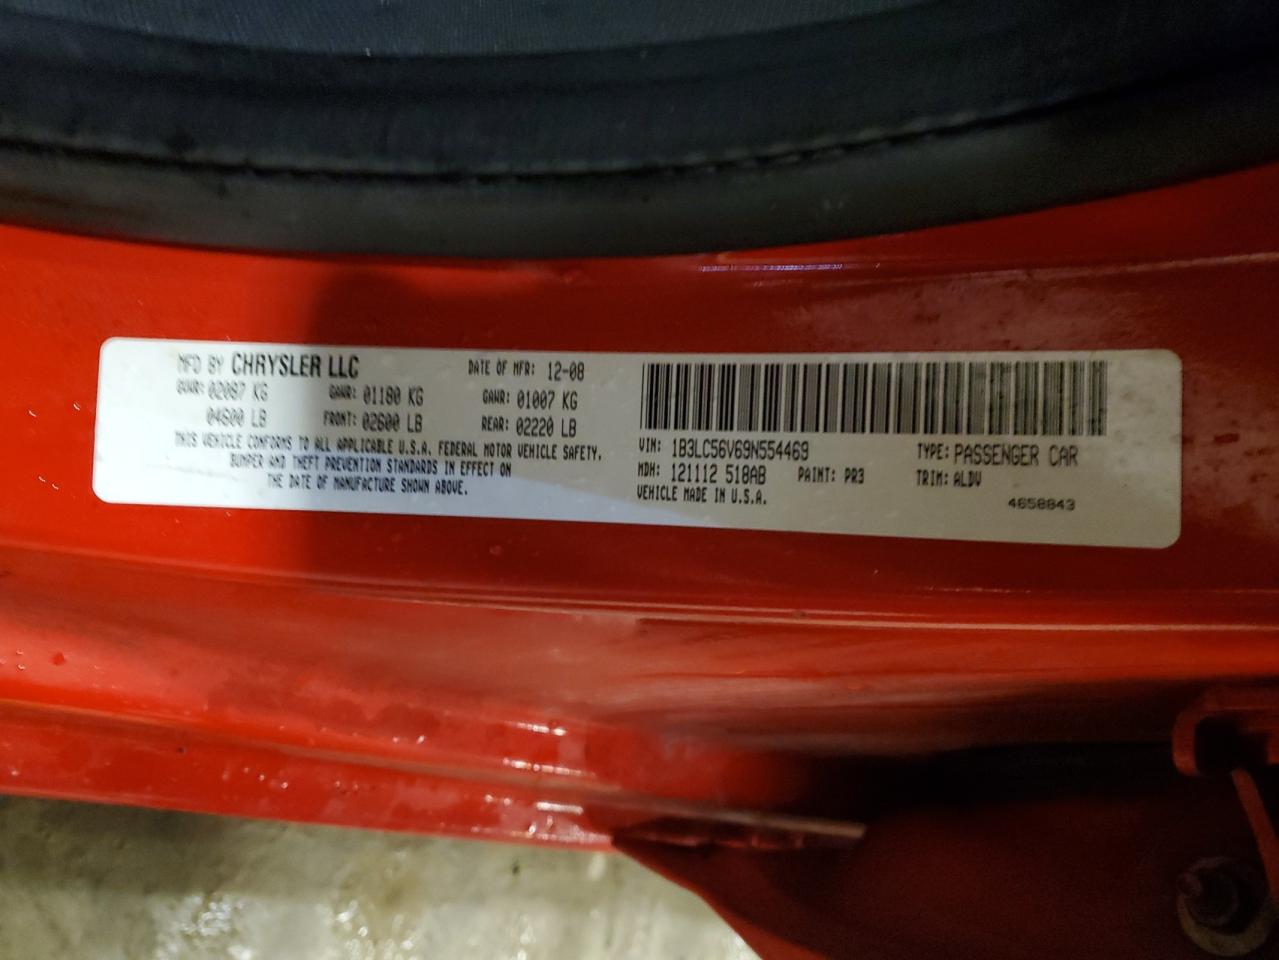 MFD BY CHRYSLER LLC DATE OF MFR: 12-08
GVWR: 02087 KG GAWR: 01180 KG GAWR: 01007 KG
04600 LB FRONT: 02600 LB REAR: 02220 LB
THIS VEHICLE CONFORMS TO ALL APPLICABLE U.S.A. FEDERAL MOTOR VEHICLE SAFETY,
BUMPER AND THEFT PREVENTION STANDARDS IN EFFECT ON
THE DATE OF MANUFACTURE SHOWN ABOVE.
VIN: 1B3LC56V69N554469 TYPE: PASSENGER CAR
MDH: 121112 518AB PAINT: PR3 TRIM: ALDV
VEHICLE MADE IN U.S.A.
4658843